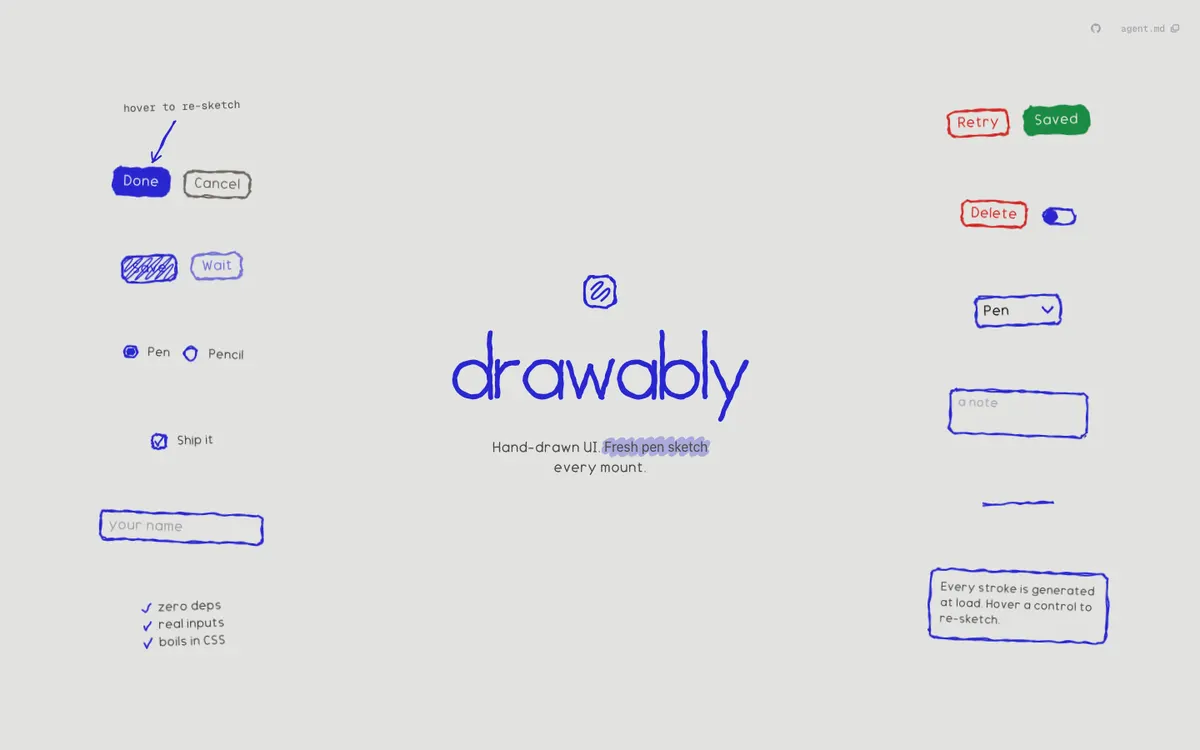 agent.md
hover to re-sketch
Done
Cancel
Save
Wait
Pen
Pencil
Ship it
your name
zero deps
real inputs
boils in CSS
drawably
Hand-drawn UI. Fresh pen sketch
every mount.
Retry
Saved
Delete
Pen
a note
Every stroke is generated
at load. Hover a control to
re-sketch.